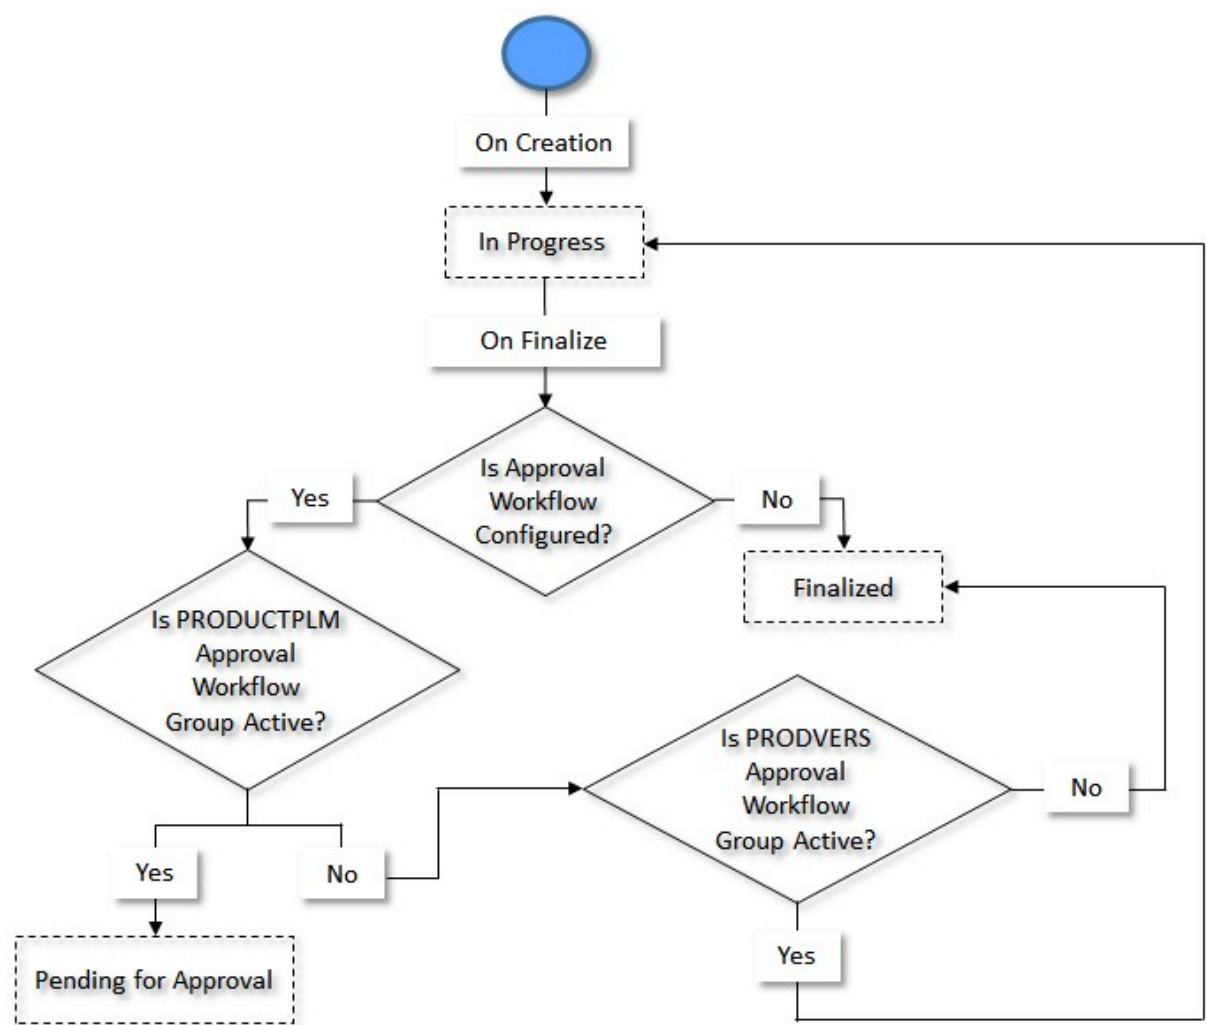 On Creation
In Progress
On Finalize
Is Approval
Workflow
Configured?
Yes
No
Finalized
Is PRODUCTPLM
Approval
Workflow
Group Active?
Is PRODVERS
Approval
Workflow
Group Active?
No
Yes
No
Yes
Pending for Approval